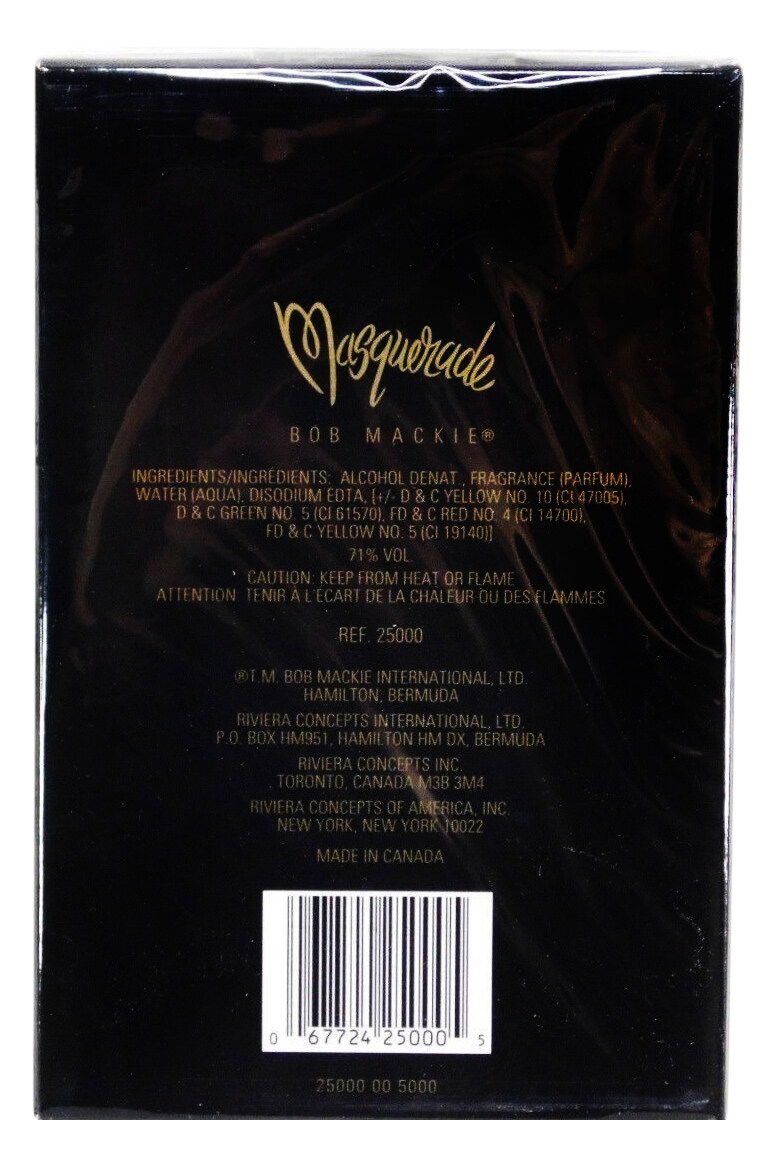 Masquerade
BOB MACKIE®
INGREDIENTS/INGRÉDIENTS: ALCOHOL DENAT., FRAGRANCE (PARFUM),
WATER (AQUA), DISODIUM EDTA, [+/- D & C YELLOW NO. 10 (CI 47005),
D & C GREEN NO. 5 (CI 61570), FD & C RED NO. 4 (CI 14700),
FD & C YELLOW NO. 5 (CI 19140)]
71% VOL.
CAUTION: KEEP FROM HEAT OR FLAME
ATTENTION: TENIR À L'ÉCART DE LA CHALEUR OU DES FLAMMES
REF. 25000
®T.M. BOB MACKIE INTERNATIONAL, LTD.
HAMILTON, BERMUDA
RIVIERA CONCEPTS INTERNATIONAL, LTD.
P.O. BOX HM951, HAMILTON HM DX, BERMUDA
RIVIERA CONCEPTS INC.
TORONTO, CANADA M3B 3M4
RIVIERA CONCEPTS OF AMERICA, INC.
NEW YORK, NEW YORK 10022
MADE IN CANADA
0 67724 25000 5
25000 00 5000